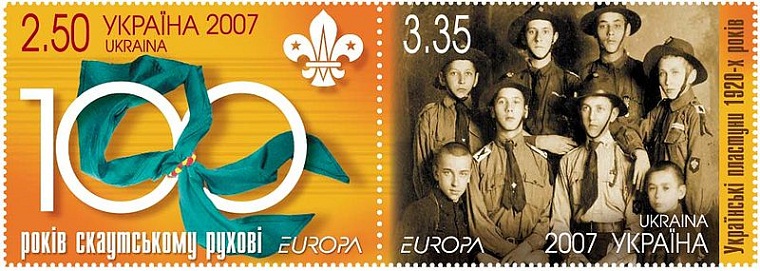 2.50 УКРАЇНА 2007
UKRAINA
100
років скаутському рухові
EUROPA
3.35
Українські пластуни 1920-х років
EUROPA
UKRAINA
2007 УКРАЇНА